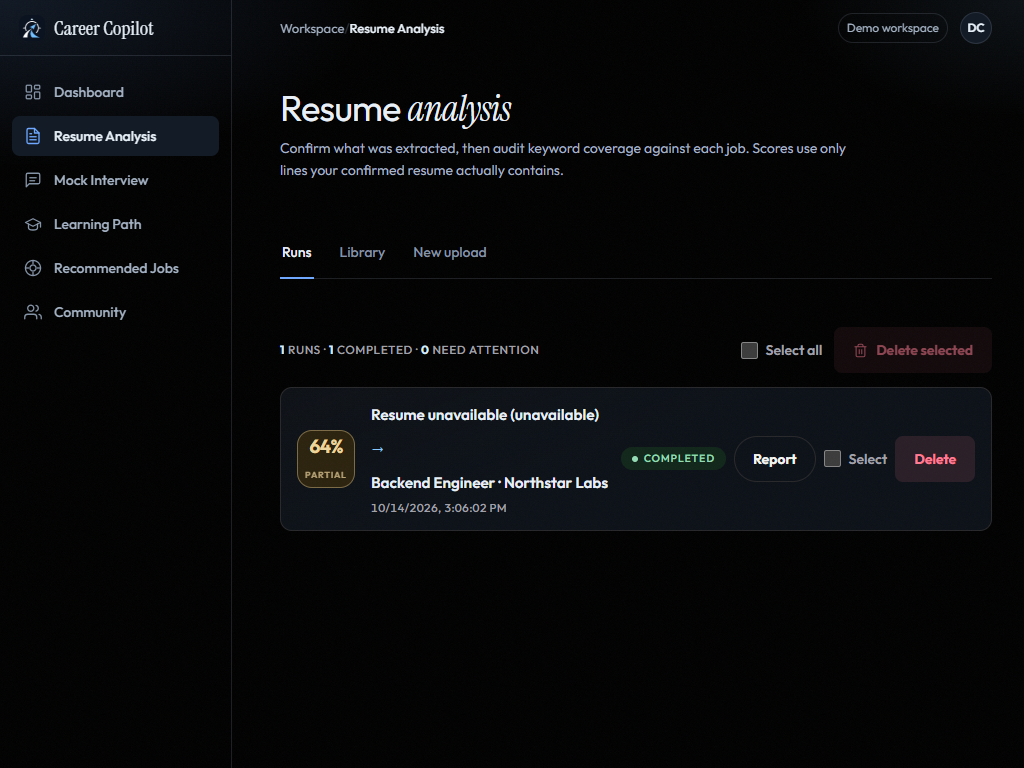 Career Copilot
Workspace/Resume Analysis
Demo workspace
DC
Dashboard
Resume Analysis
Mock Interview
Learning Path
Recommended Jobs
Community
Resume analysis
Confirm what was extracted, then audit keyword coverage against each job. Scores use only
lines your confirmed resume actually contains.
Runs
Library
New upload
1 RUNS · 1 COMPLETED · 0 NEED ATTENTION
Select all
Delete selected
64%
PARTIAL
Resume unavailable (unavailable)
→
Backend Engineer · Northstar Labs
10/14/2026, 3:06:02 PM
COMPLETED
Report
Select
Delete